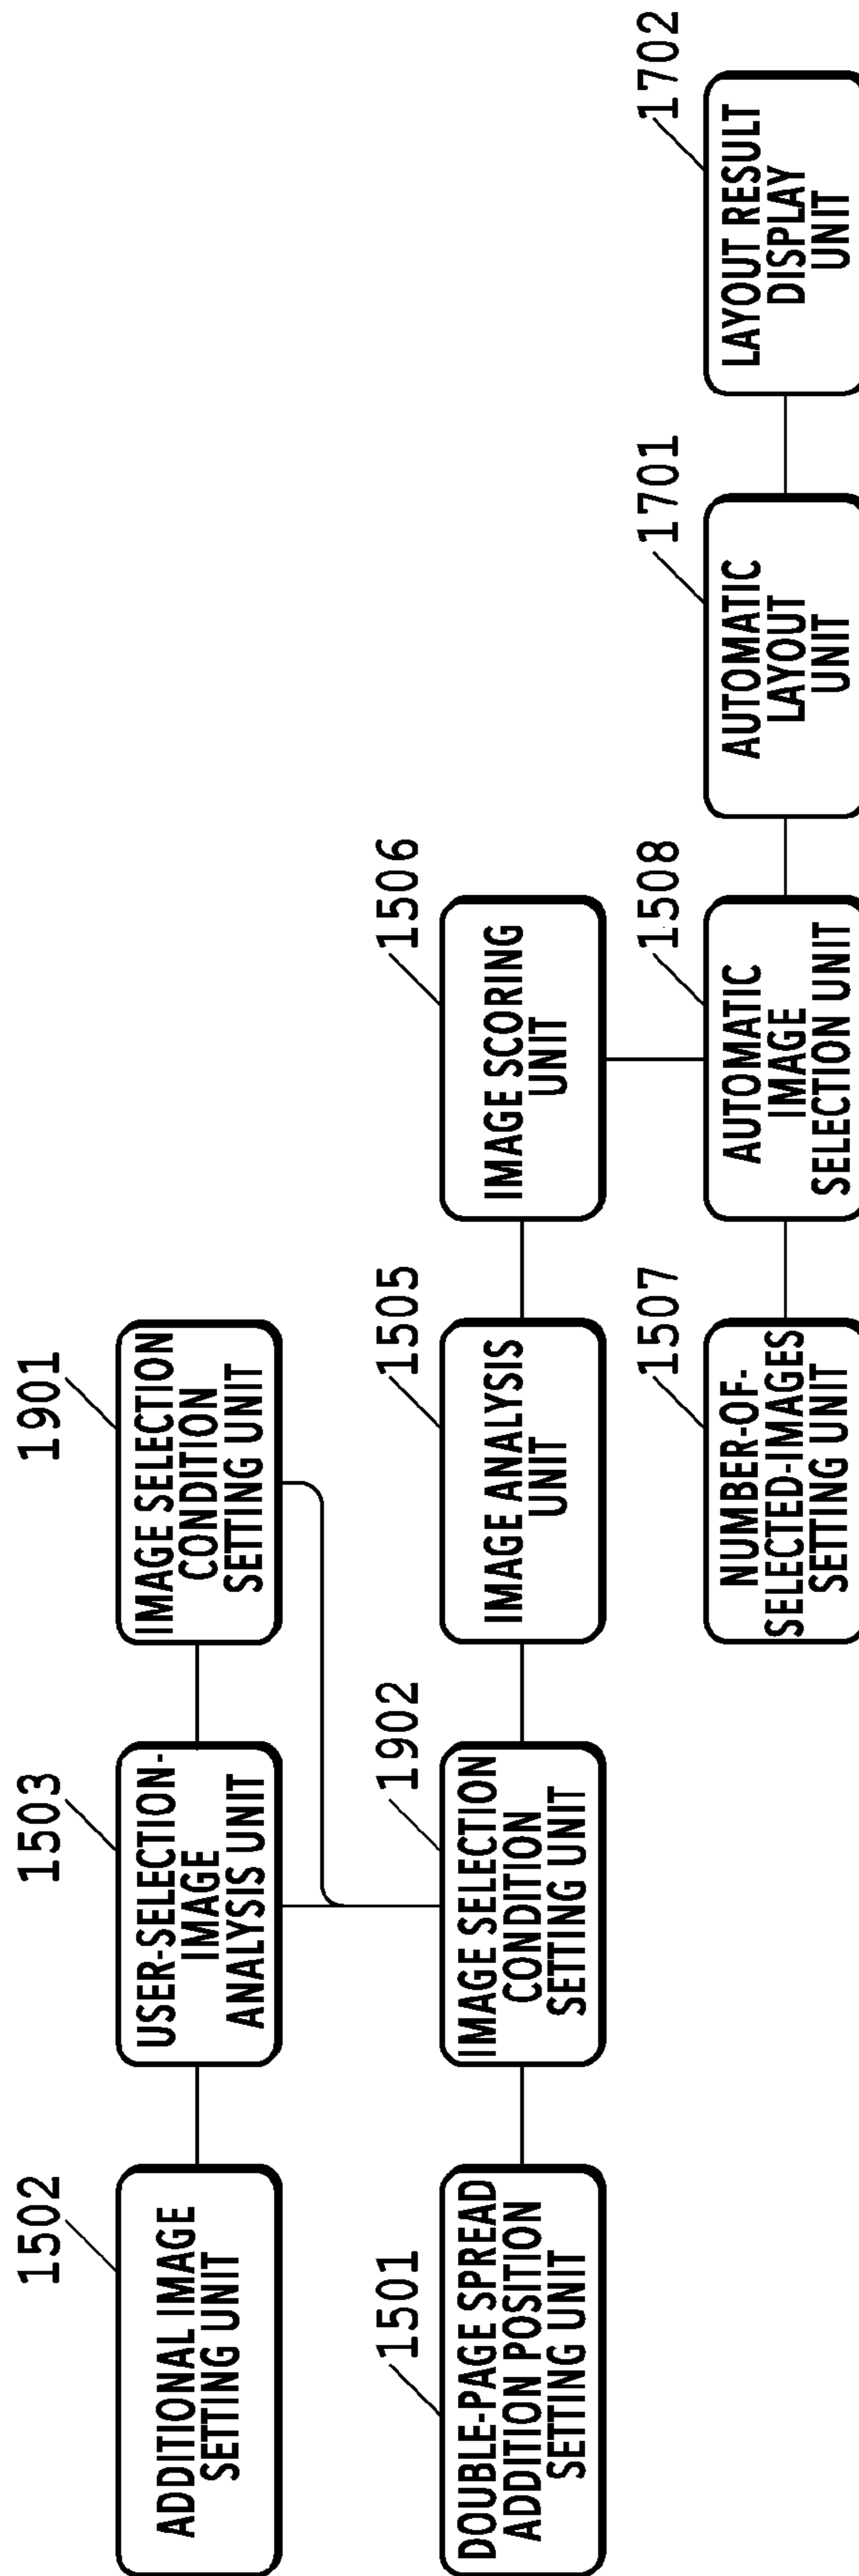 1502
ADDITIONAL IMAGE
SETTING UNIT
1503
USER-SELECTION-
IMAGE
ANALYSIS UNIT
1901
IMAGE SELECTION
CONDITION
SETTING UNIT
1501
DOUBLE-PAGE SPREAD
ADDITION POSITION
SETTING UNIT
1902
IMAGE SELECTION
CONDITION
SETTING UNIT
1505
IMAGE ANALYSIS
UNIT
1506
IMAGE SCORING
UNIT
1507
NUMBER-OF-
SELECTED-IMAGES
SETTING UNIT
1508
AUTOMATIC
IMAGE
SELECTION UNIT
1701
AUTOMATIC
LAYOUT
UNIT
1702
LAYOUT RESULT
DISPLAY
UNIT